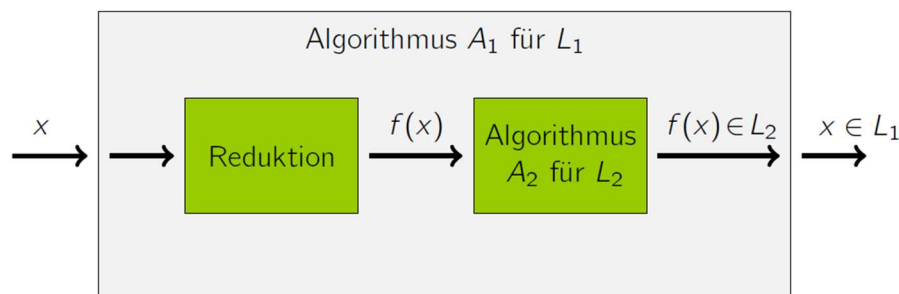 Algorithmus A₁ für L₁
x
Reduktion
f(x)
Algorithmus
A₂ für L₂
f(x) ∈ L₂
x ∈ L₁